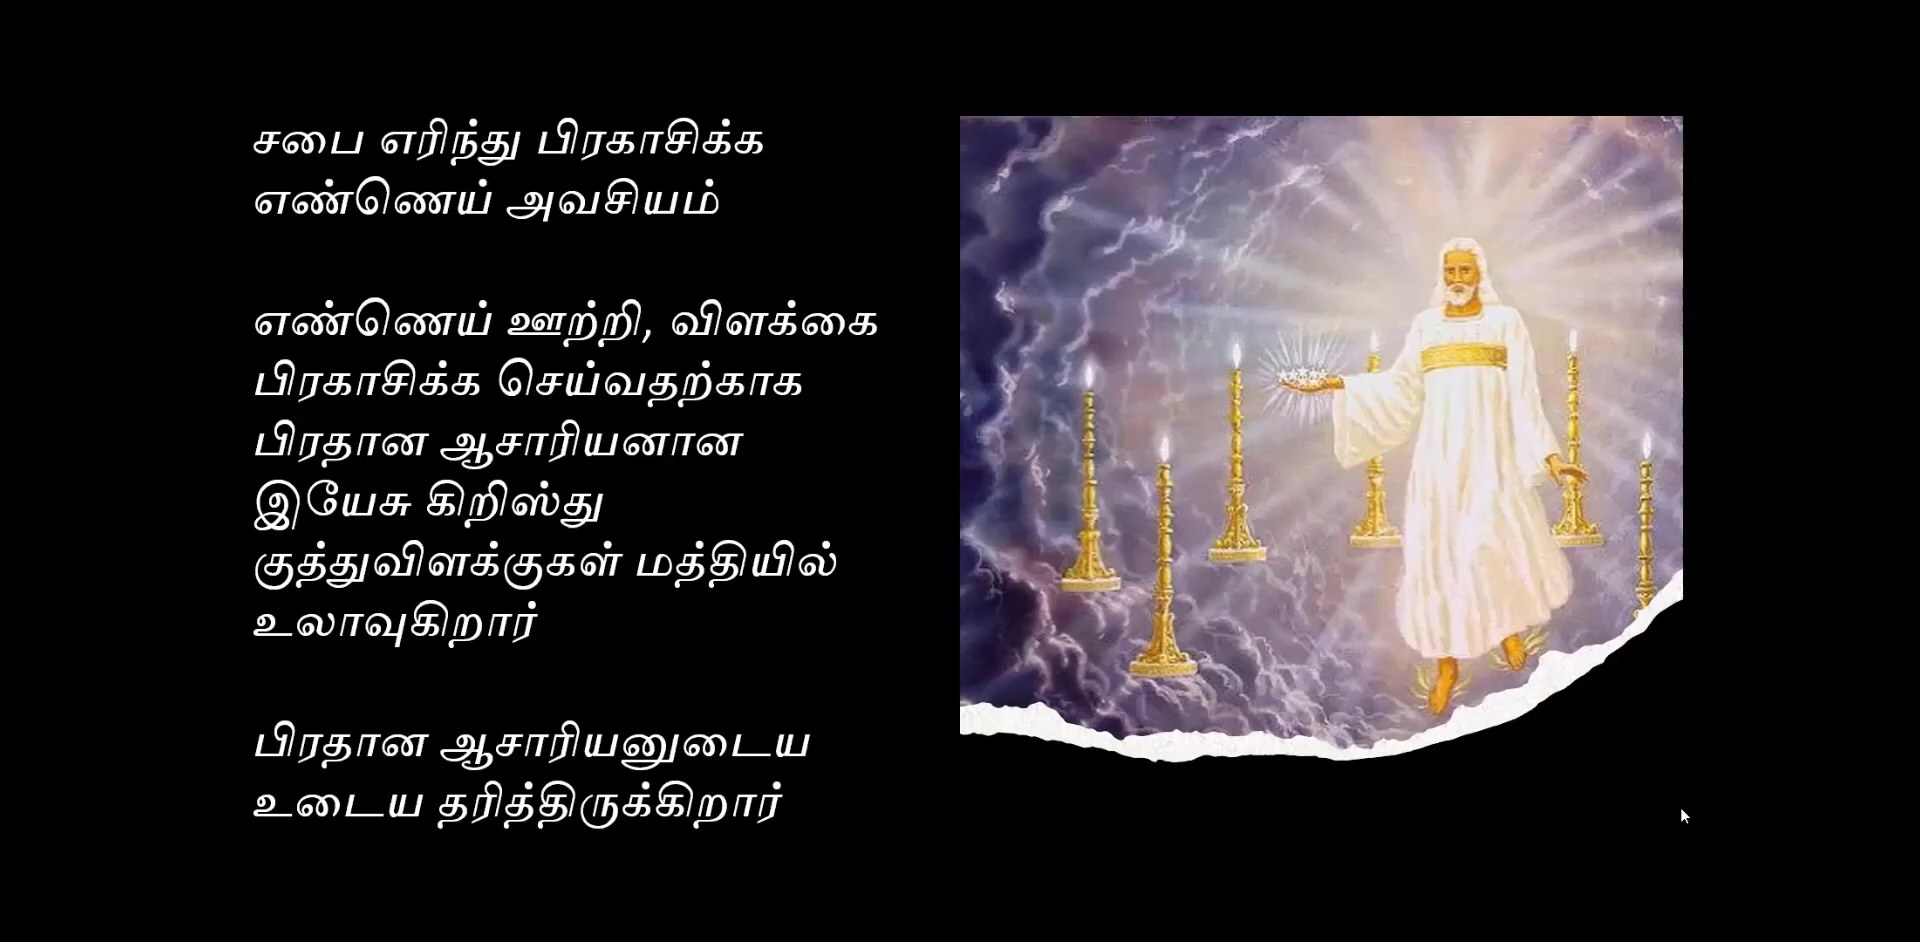 சபை எரிந்து பிரகாசிக்க
எண்ணெய் அவசியம்
எண்ணெய் ஊற்றி, விளக்கை
பிரகாசிக்க செய்வதற்காக
பிரதான ஆசாரியனான
இயேசு கிறிஸ்து
குத்துவிளக்குகள் மத்தியில்
உலாவுகிறார்
பிரதான ஆசாரியனுடைய
உடைய தரித்திருக்கிறார்